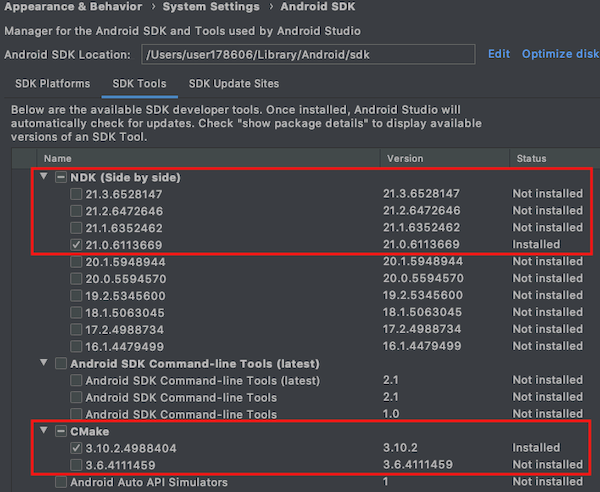 Appearance & Behavior › System Settings › Android SDK
Manager for the Android SDK and Tools used by Android Studio
Android SDK Location: /Users/user178606/Library/Android/sdk Edit Optimize disk
SDK Platforms SDK Tools SDK Update Sites
Below are the available SDK developer tools. Once installed, Android Studio will
automatically check for updates. Check "show package details" to display available
versions of an SDK Tool.
Name Version Status
NDK (Side by side)
21.3.6528147 21.3.6528147 Not installed
21.2.6472646 21.2.6472646 Not installed
21.1.6352462 21.1.6352462 Not installed
21.0.6113669 21.0.6113669 Installed
20.1.5948944 20.1.5948944 Not installed
20.0.5594570 20.0.5594570 Not installed
19.2.5345600 19.2.5345600 Not installed
18.1.5063045 18.1.5063045 Not installed
17.2.4988734 17.2.4988734 Not installed
16.1.4479499 16.1.4479499 Not installed
Android SDK Command-line Tools (latest)
Android SDK Command-line Tools (latest) 2.1 Not installed
Android SDK Command-line Tools 2.1 Not installed
Android SDK Command-line Tools 1.0 Not installed
CMake
3.10.2.4988404 3.10.2 Installed
3.6.4111459 3.6.4111459 Not installed
Android Auto API Simulators 1 Not installed